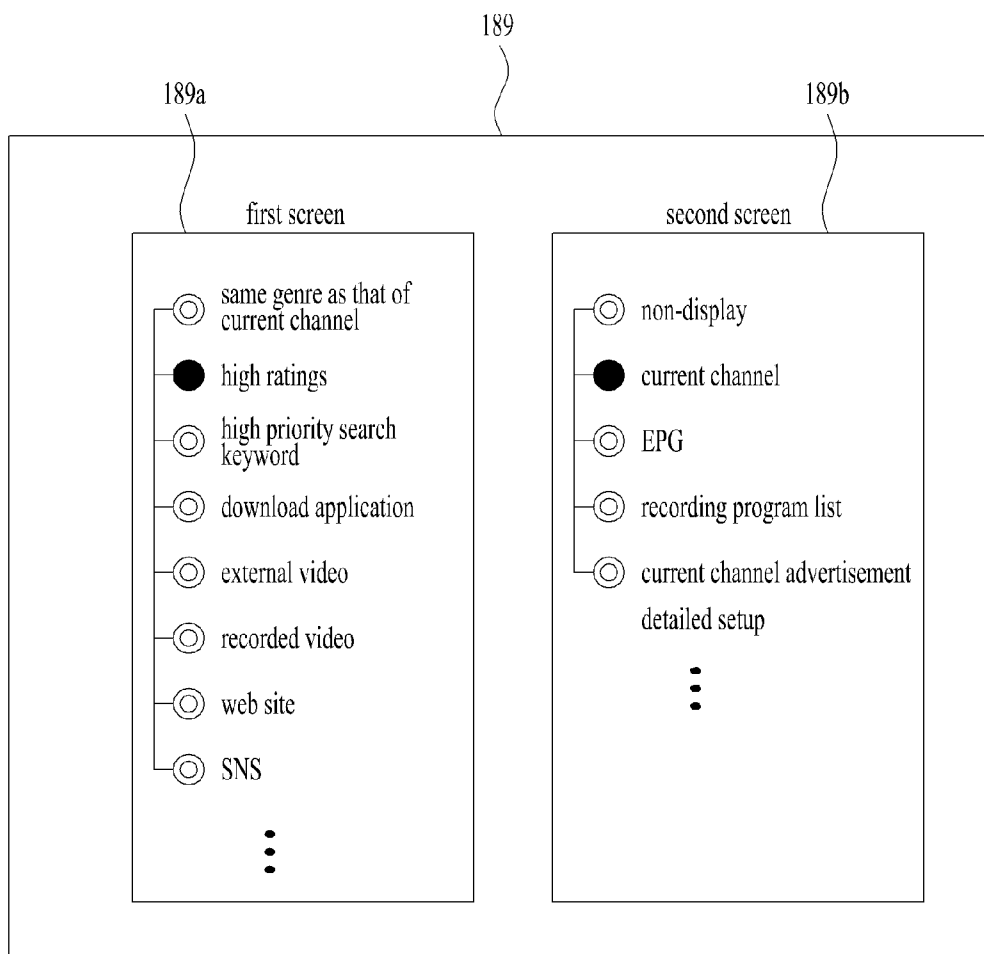 189
189a
189b
first screen
same genre as that of
current channel
high ratings
high priority search
keyword
download application
external video
recorded video
web site
SNS
second screen
non-display
current channel
EPG
recording program list
current channel advertisement
detailed setup